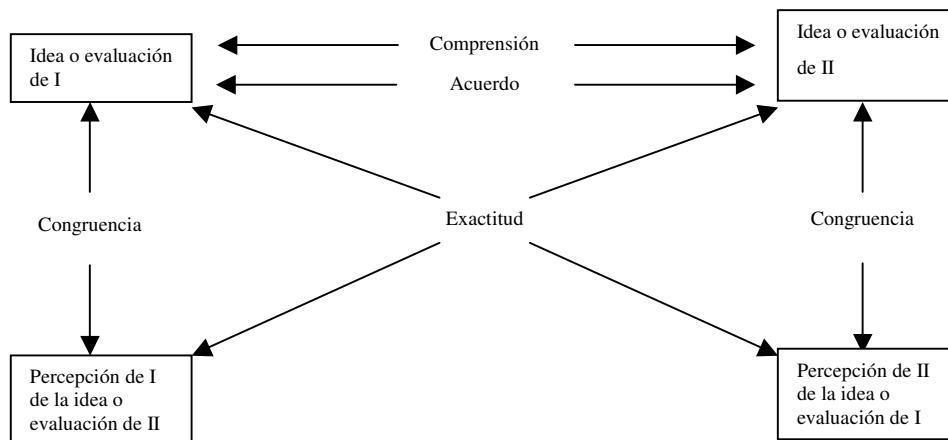 Idea o evaluación
de I
Comprensión
Acuerdo
Idea o evaluación
de II
Congruencia
Exactitud
Congruencia
Percepción de I
de la idea o
evaluación de II
Percepción de II
de la idea o
evaluación de I